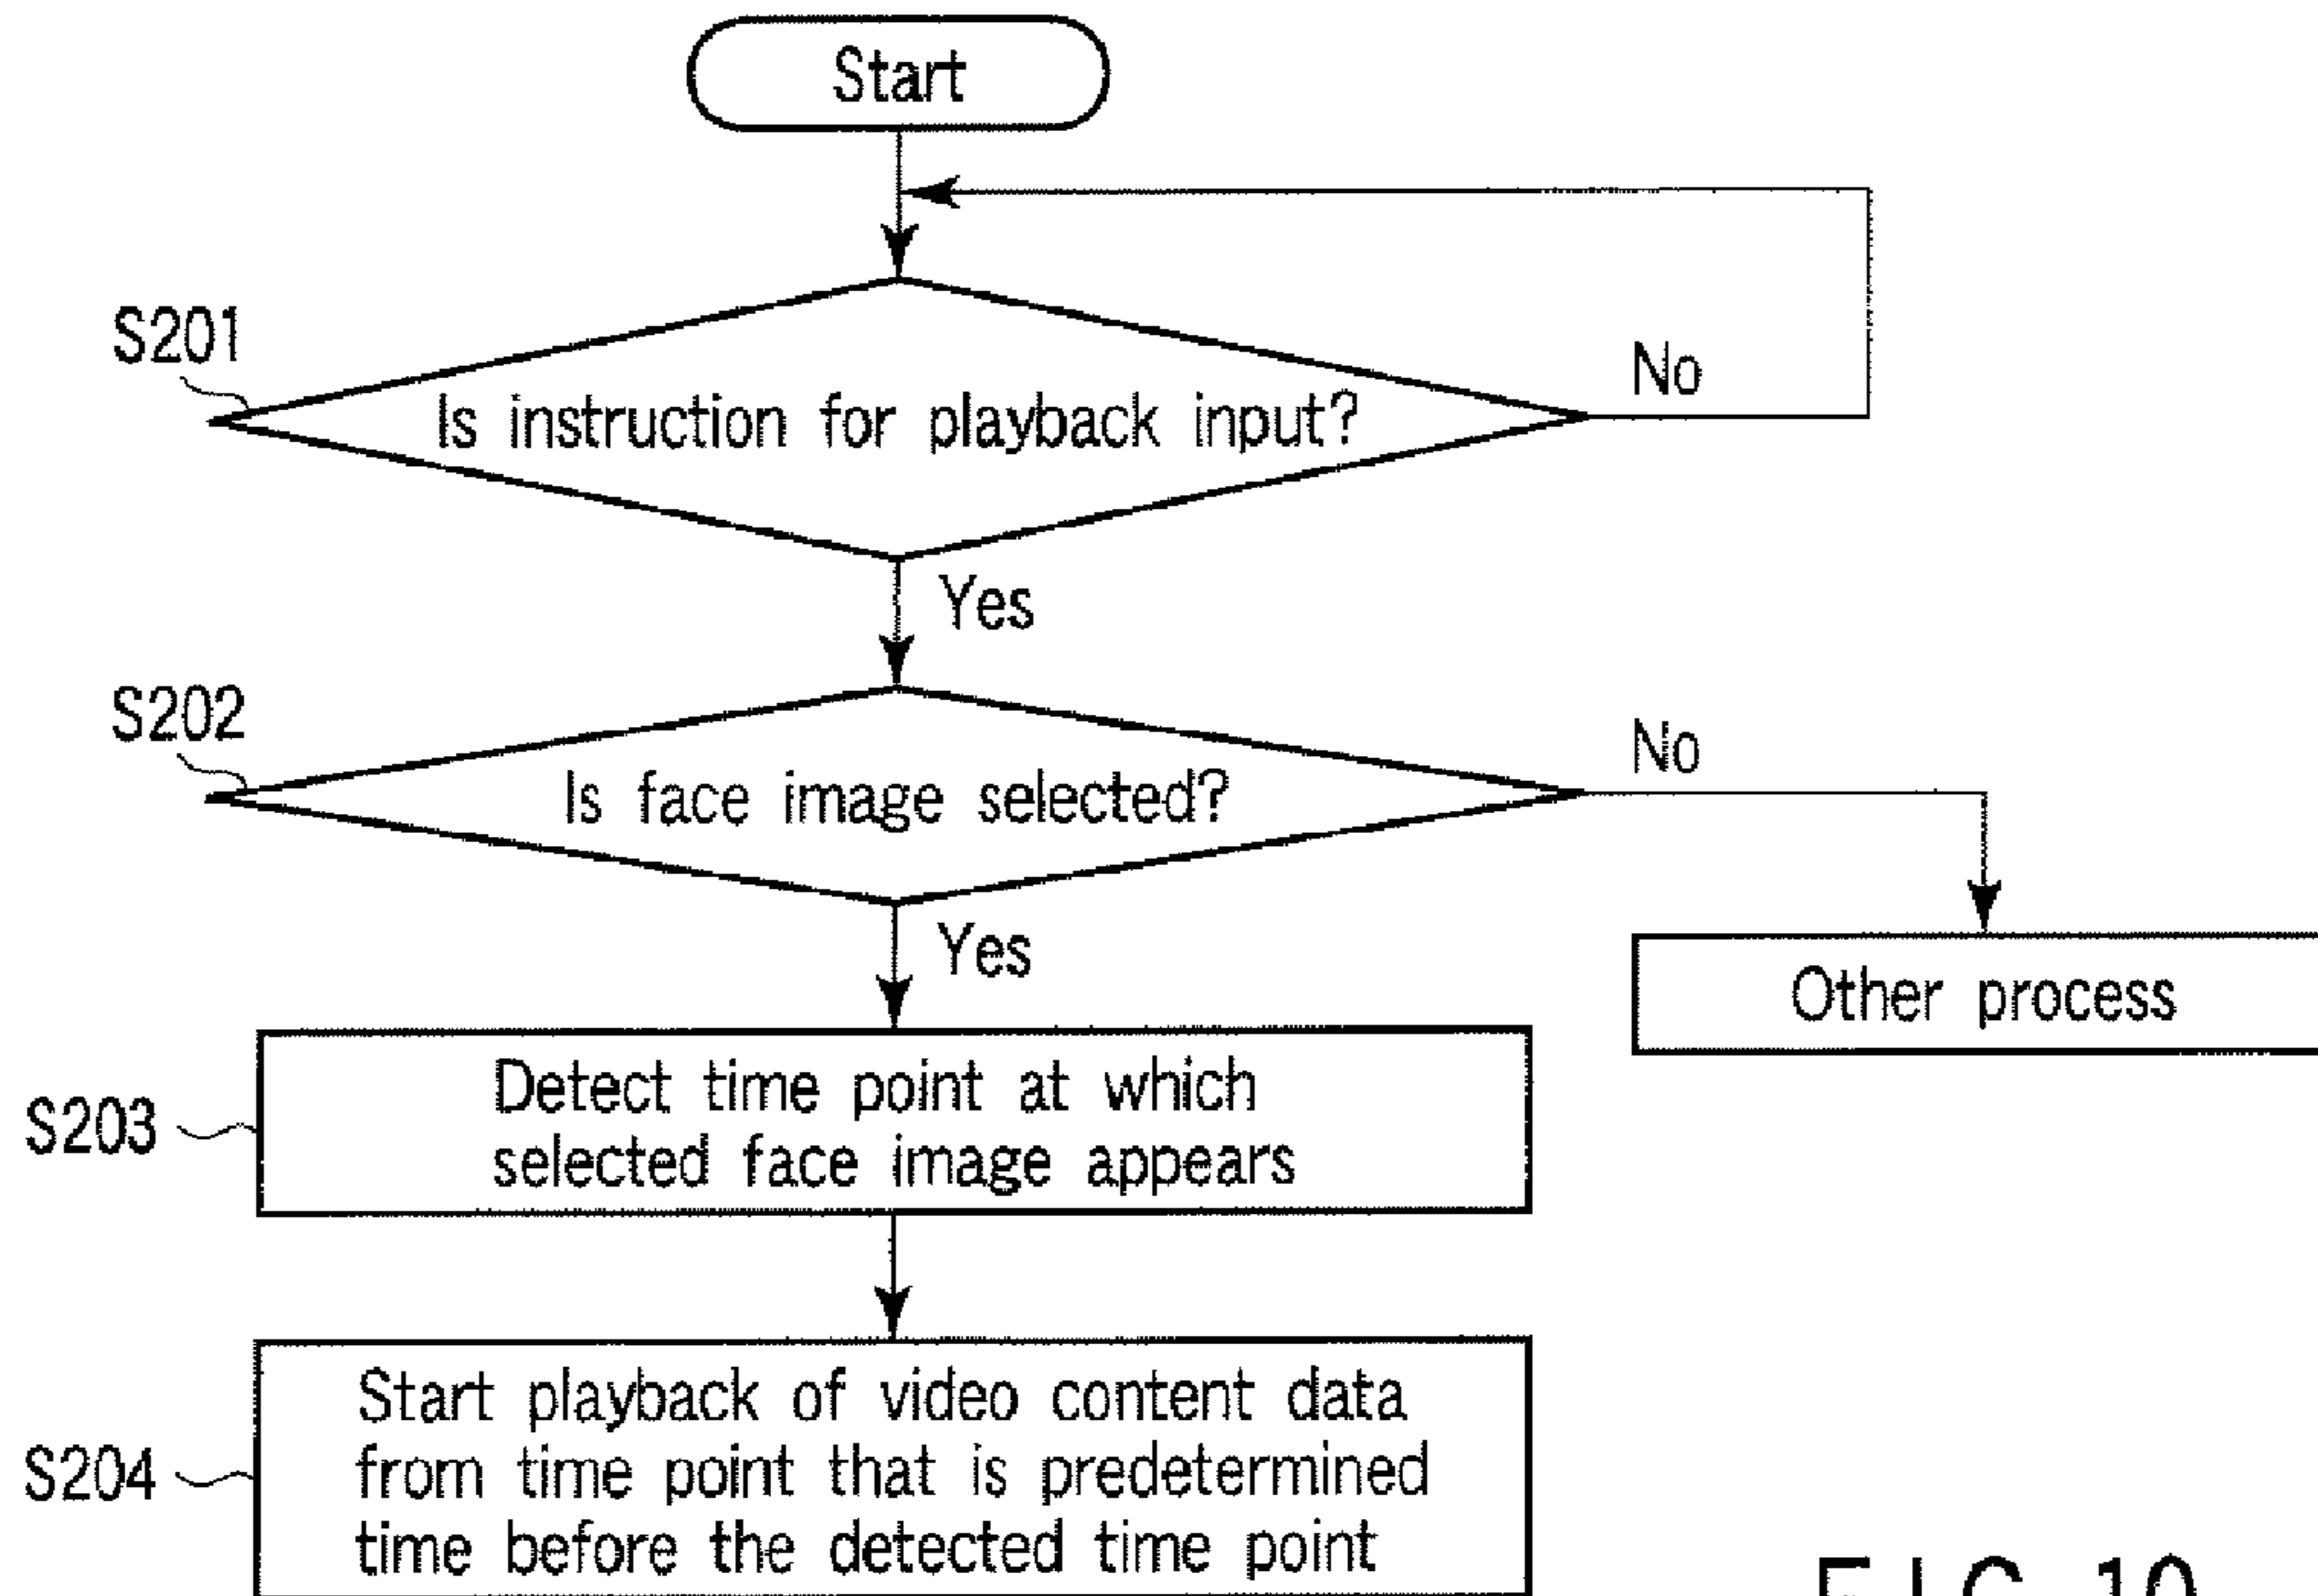 Start
S201
Is instruction for playback input?
No
Yes
S202
Is face image selected?
No
Yes
Other process
S203
Detect time point at which
selected face image appears
S204
Start playback of video content data
from time point that is predetermined
time before the detected time point